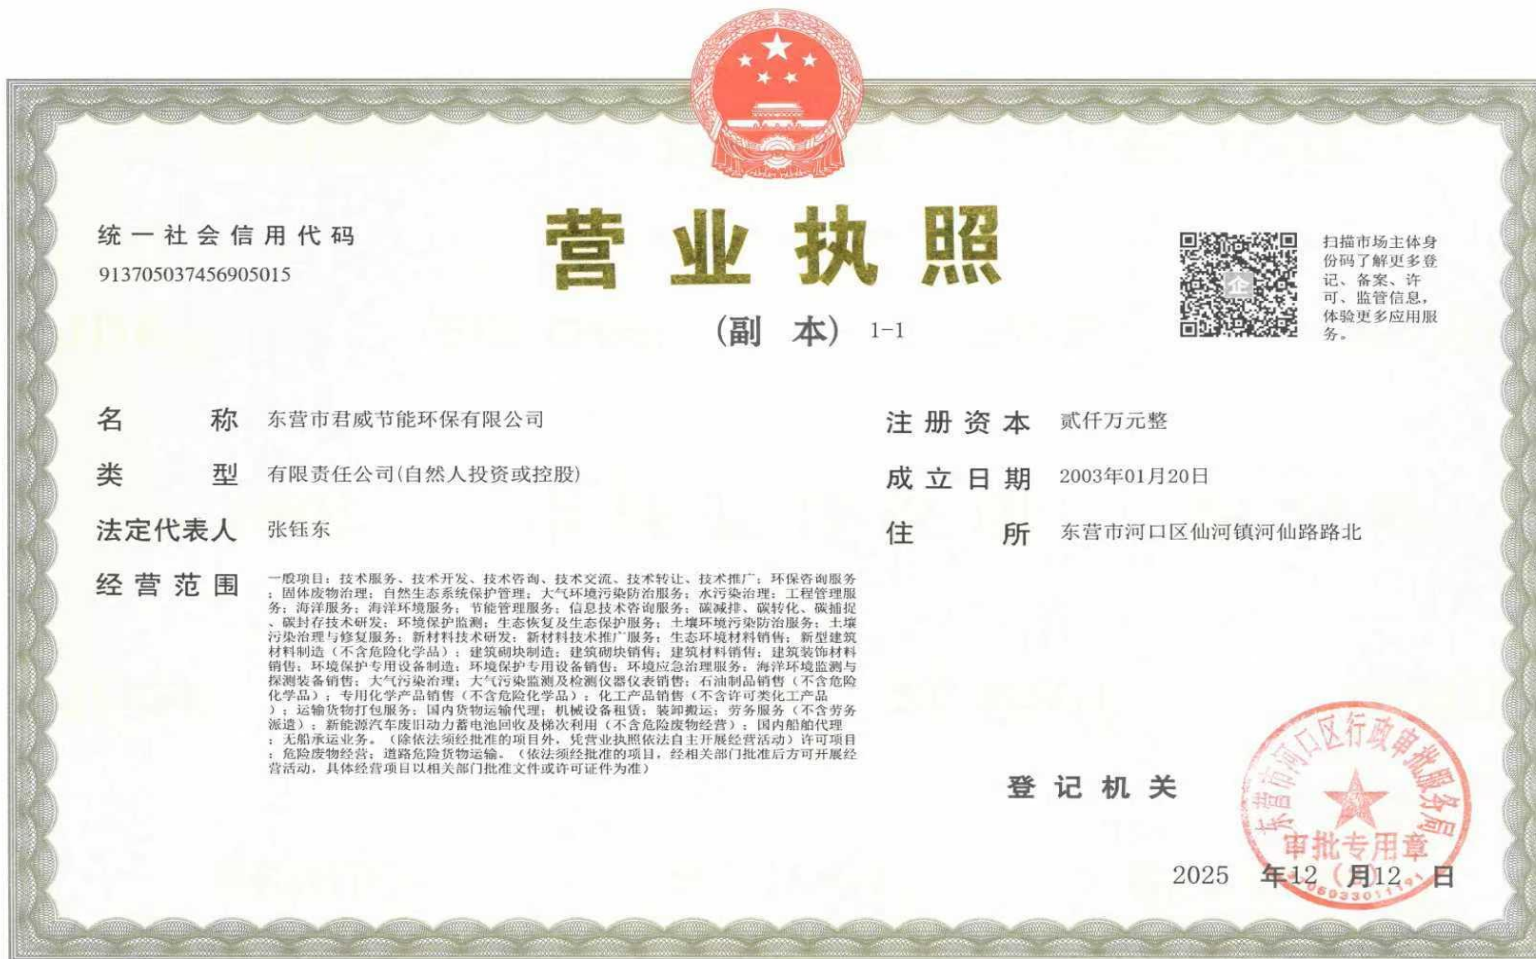 营业执照
(副 本) 1-1
统一社会信用代码
913705037456905015
企
扫描市场主体身
份码了解更多登
记、备案、许
可、监管信息，
体验更多应用服
务。
名 称 东营市君威节能环保有限公司
类 型 有限责任公司(自然人投资或控股)
法定代表人 张钰东
经营范围
一般项目：技术服务、技术开发、技术咨询、技术交流、技术转让、技术推广；环保咨询服务
；固体废物治理；自然生态系统保护管理；大气环境污染防治服务；水污染治理；工程管理服
务；海洋服务；海洋环境服务；节能管理服务；信息技术咨询服务；碳减排、碳转化、碳捕捉
、碳封存技术研发；环境保护监测；生态恢复及生态保护服务；土壤环境污染防治服务；土壤
污染治理与修复服务；新材料技术研发；新材料技术推广服务；生态环境材料销售；新型建筑
材料制造（不含危险化学品）；建筑砌块制造；建筑砌块销售；建筑材料销售；建筑装饰材料
销售；环境保护专用设备制造；环境保护专用设备销售；环境应急治理服务；海洋环境监测与
探测装备销售；大气污染治理；大气污染监测及检测仪器仪表销售；石油制品销售（不含危险
化学品）；专用化学产品销售（不含危险化学品）；化工产品销售（不含许可类化工产品
）；运输货物打包服务；国内货物运输代理；机械设备租赁；装卸搬运；劳务服务（不含劳务
派遣）；新能源汽车废旧动力蓄电池回收及梯次利用（不含危险废物经营）；国内船舶代理
；无船承运业务。（除依法须经批准的项目外，凭营业执照依法自主开展经营活动）许可项目
：危险废物经营；道路危险货物运输。（依法须经批准的项目，经相关部门批准后方可开展经
营活动，具体经营项目以相关部门批准文件或许可证件为准）
注册资本 贰仟万元整
成立日期 2003年01月20日
住 所 东营市河口区仙河镇河仙路路北
登记机关
东营市河口区行政审批服务局
审批专用章
2025 年12 月12 日